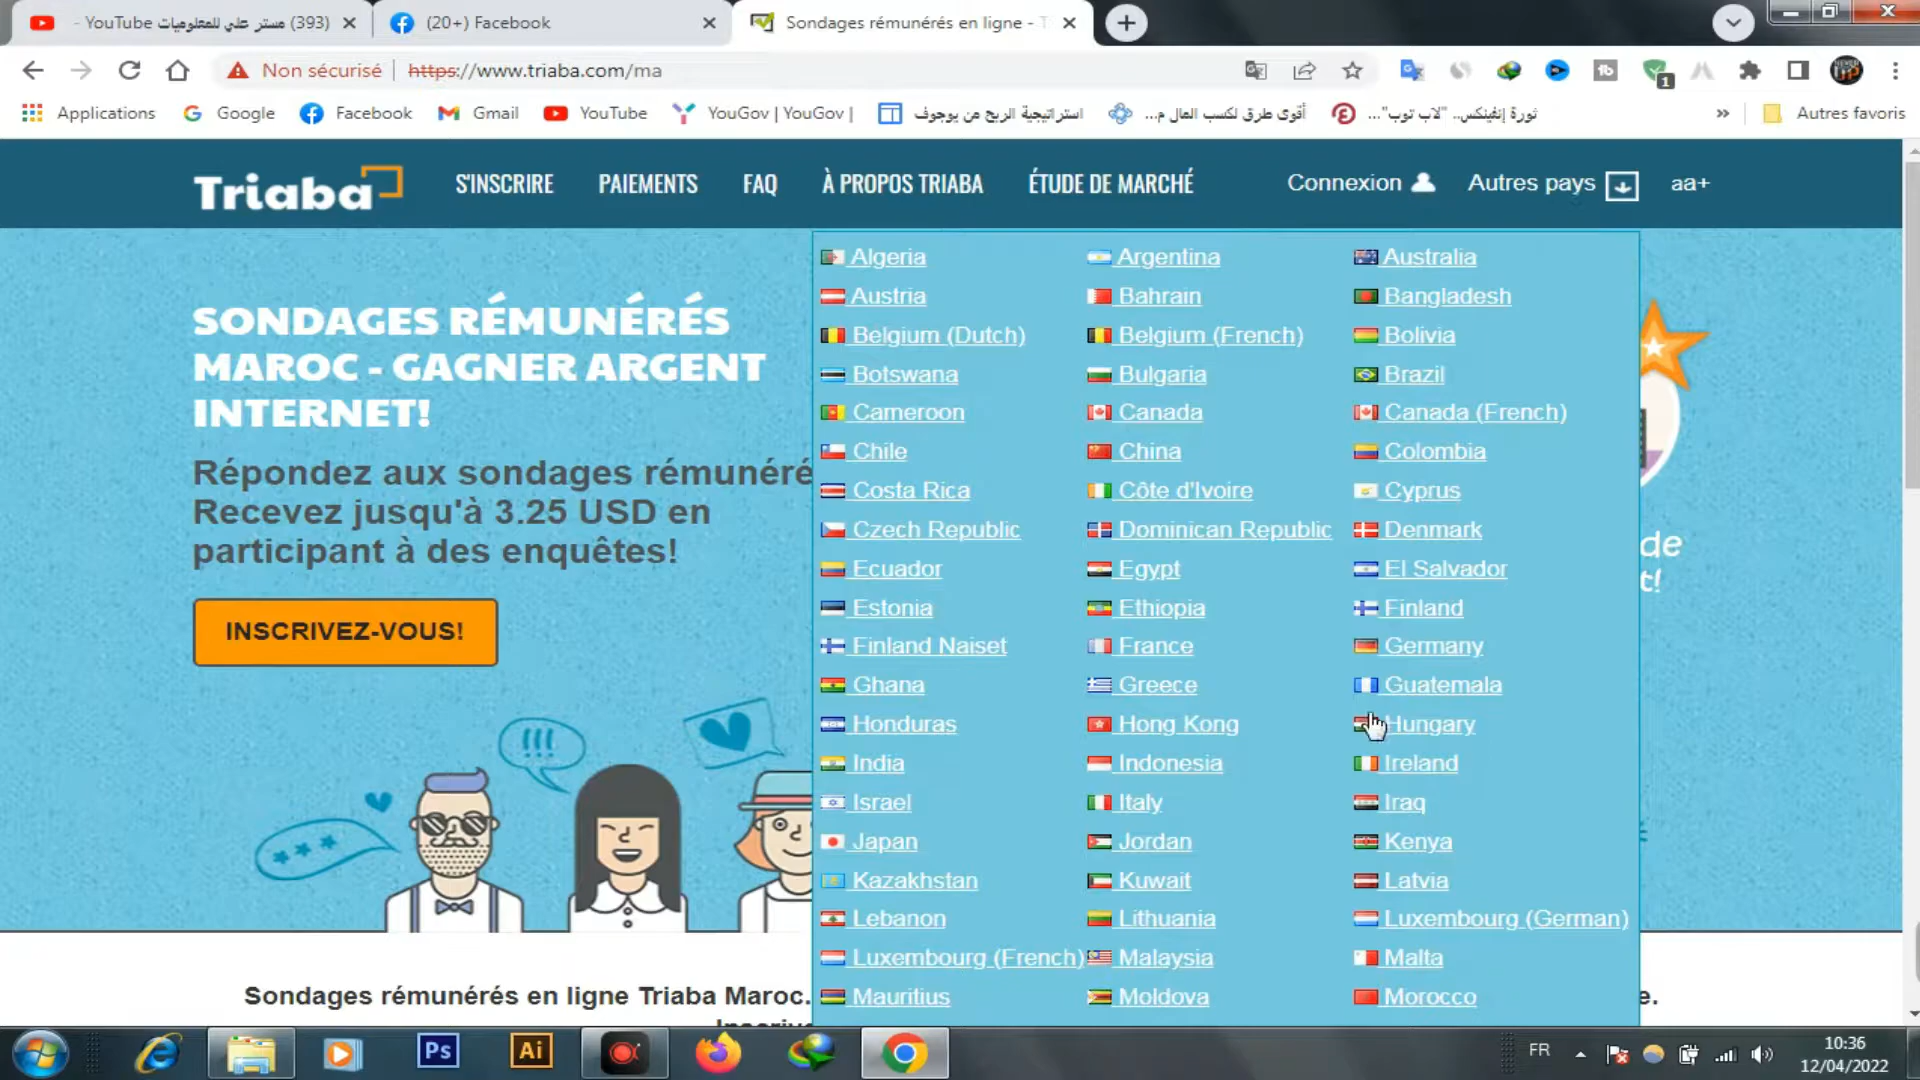 - YouTube مستر علي للمعلوميات (393)
(20+) Facebook
Sondages rémunérés en ligne -
Non sécurisé
https://www.triaba.com/ma
Applications
Google
Facebook
Gmail
YouTube
YouGov | YouGov |
استراتيجية الربح من يوجوف
أقوى طرق لكسب المال م...
ثورة إنفينكس.. "لاب توب"...
»
Autres favoris
Triaba
S'INSCRIRE
PAIEMENTS
FAQ
À PROPOS TRIABA
ÉTUDE DE MARCHÉ
Connexion
Autres pays
aa+
SONDAGES RÉMUNÉRÉS
MAROC - GAGNER ARGENT
INTERNET!
Répondez aux sondages rémunéré
Recevez jusqu'à 3.25 USD en
participant à des enquêtes!
INSCRIVEZ-VOUS!
!!!
Algeria Argentina Australia
Austria Bahrain Bangladesh
Belgium (Dutch) Belgium (French) Bolivia
Botswana Bulgaria Brazil
Cameroon Canada Canada (French)
Chile China Colombia
Costa Rica Côte d'Ivoire Cyprus
Czech Republic Dominican Republic Denmark
Ecuador Egypt El Salvador
Estonia Ethiopia Finland
Finland Naiset France Germany
Ghana Greece Guatemala
Honduras Hong Kong Hungary
India Indonesia Ireland
Israel Italy Iraq
Japan Jordan Kenya
Kazakhstan Kuwait Latvia
Lebanon Lithuania Luxembourg (German)
Luxembourg (French) Malaysia Malta
Mauritius Moldova Morocco
de
t!
Sondages rémunérés en ligne Triaba Maroc.
e.
Ps
Ai
FR
10:36
12/04/2022